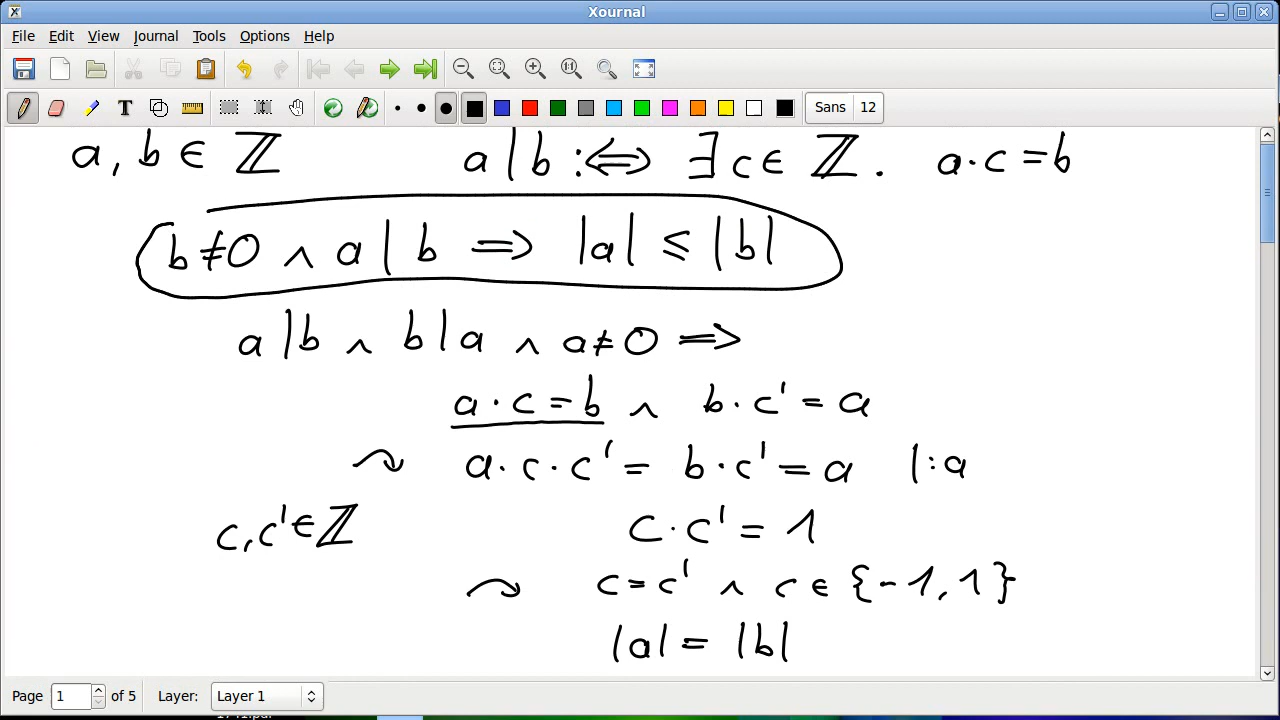 Xournal
File Edit View Journal Tools Options Help
Sans 12
a, b ∈ ℤ a | b :⟺ ∃ c ∈ ℤ. a·c = b
b ≠ 0 ∧ a | b ⟹ |a| ≤ |b|
a | b ∧ b | a ∧ a ≠ 0 ⟹
a·c = b ∧ b·c' = a
↷ a·c·c' = b·c' = a |:a
c, c' ∈ ℤ c·c' = 1
↷ c = c' ∧ c ∈ {-1, 1}
|a| = |b|
Page 1 of 5 Layer: Layer 1